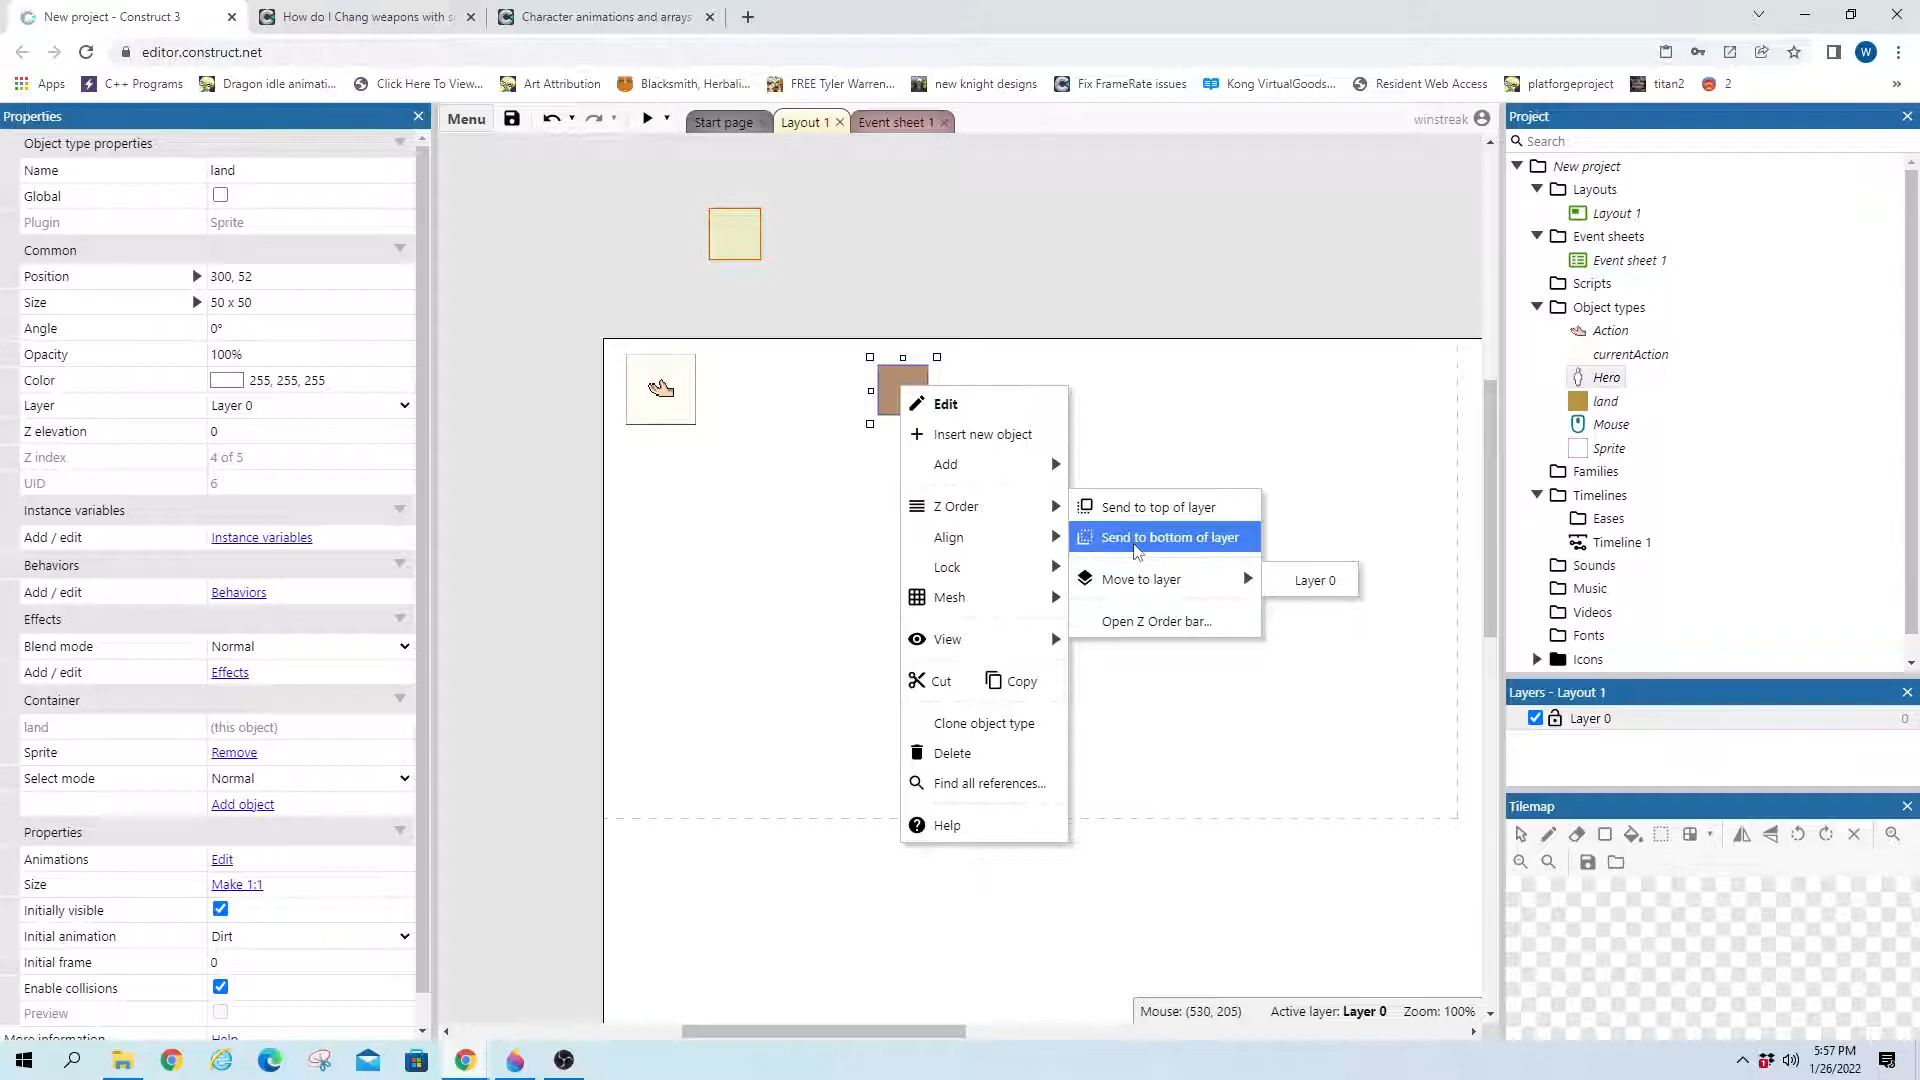 New project - Construct 3
How do I Chang weapons with s
Character animations and arrays
editor.construct.net
W
Apps
C++ Programs
Dragon idle animati...
Click Here To View...
Art Attribution
Blacksmith, Herbali...
FREE Tyler Warren...
new knight designs
Fix FrameRate issues
Kong VirtualGoods...
Resident Web Access
platforgeproject
titan2
2
»
Properties
Menu
Start page
Layout 1
Event sheet 1
winstreak
Object type properties
Name land
Global
Plugin Sprite
Common
Position 300, 52
Size 50 x 50
Angle 0°
Opacity 100%
Color 255, 255, 255
Layer Layer 0
Z elevation 0
Z index 4 of 5
UID 6
Instance variables
Add / edit Instance variables
Behaviors
Add / edit Behaviors
Effects
Blend mode Normal
Add / edit Effects
Container
land (this object)
Sprite Remove
Select mode Normal
Add object
Properties
Animations Edit
Size Make 1:1
Initially visible
Initial animation Dirt
Initial frame 0
Enable collisions
Preview
More information Help
Edit
Insert new object
Add
Z Order
Align
Lock
Mesh
View
Cut Copy
Clone object type
Delete
Find all references...
Help
Send to top of layer
Send to bottom of layer
Move to layer
Open Z Order bar...
Layer 0
Mouse: (530, 205) Active layer: Layer 0 Zoom: 100%
Project
Search
New project
Layouts
Layout 1
Event sheets
Event sheet 1
Scripts
Object types
Action
currentAction
Hero
land
Mouse
Sprite
Families
Timelines
Eases
Timeline 1
Sounds
Music
Videos
Fonts
Icons
Layers - Layout 1
Layer 0 0
Tilemap
5:57 PM
1/26/2022